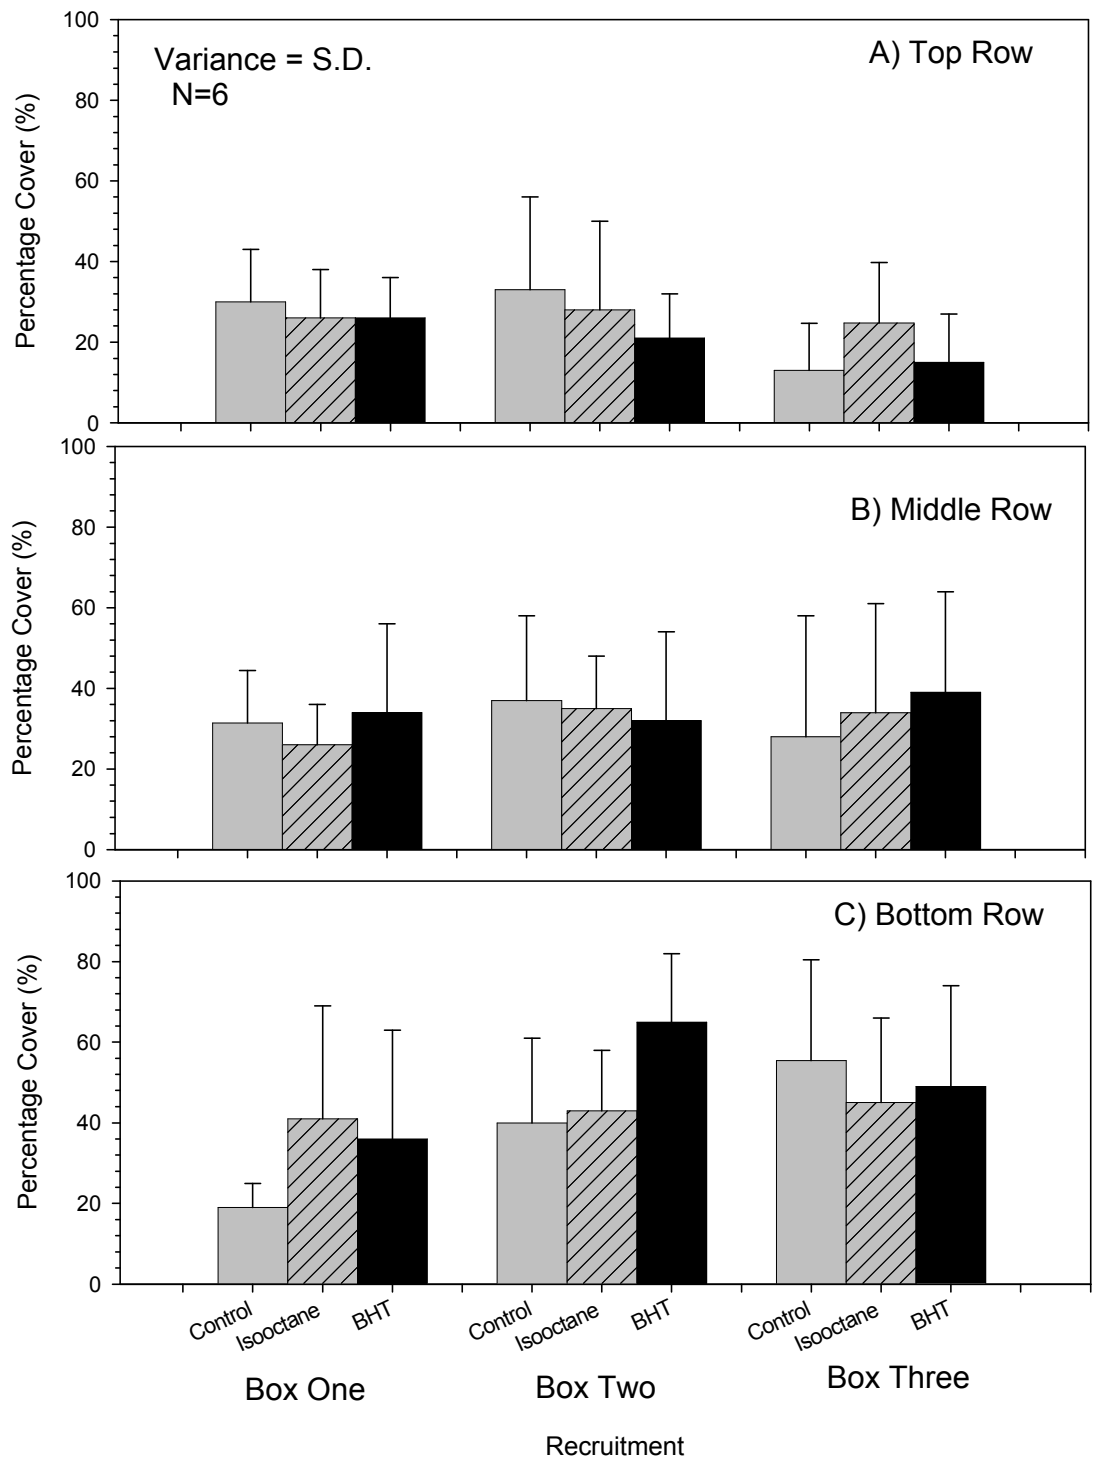 100
80
60
40
20
0
Percentage Cover (%)
Variance = S.D.
N=6
A) Top Row
100
80
60
40
20
0
Percentage Cover (%)
B) Middle Row
100
80
60
40
20
0
Percentage Cover (%)
C) Bottom Row
Control
Isooctane
BHT
Control
Isooctane
BHT
Control
Isooctane
BHT
Box One
Box Two
Box Three
Recruitment